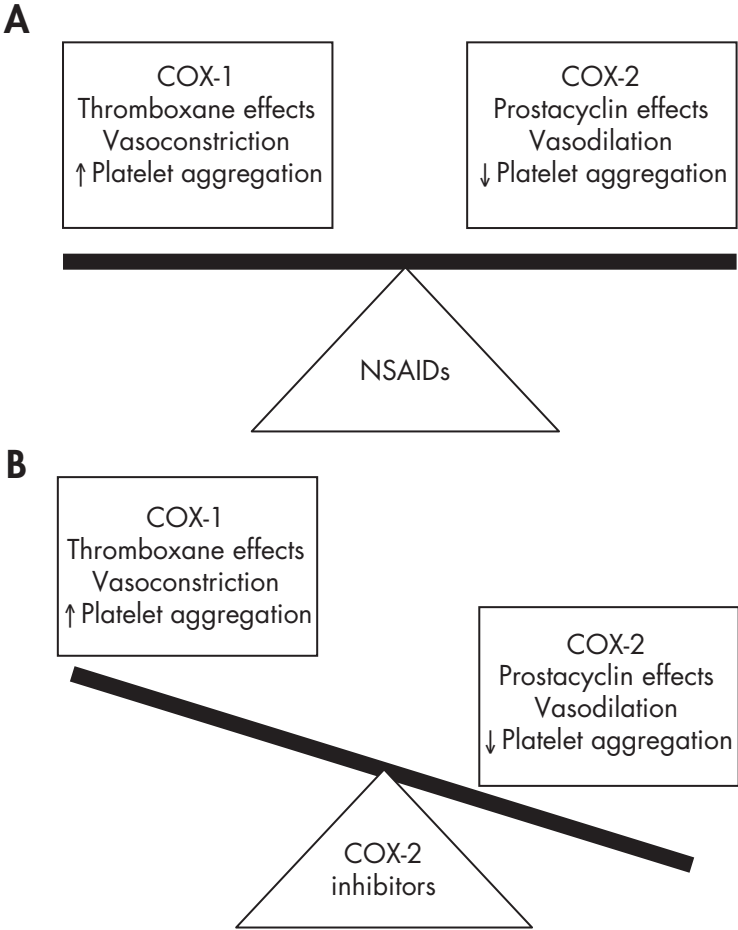 A
COX-1
Thromboxane effects
Vasoconstriction
↑ Platelet aggregation
COX-2
Prostacyclin effects
Vasodilation
↓ Platelet aggregation
NSAIDs
B
COX-1
Thromboxane effects
Vasoconstriction
↑ Platelet aggregation
COX-2
Prostacyclin effects
Vasodilation
↓ Platelet aggregation
COX-2
inhibitors